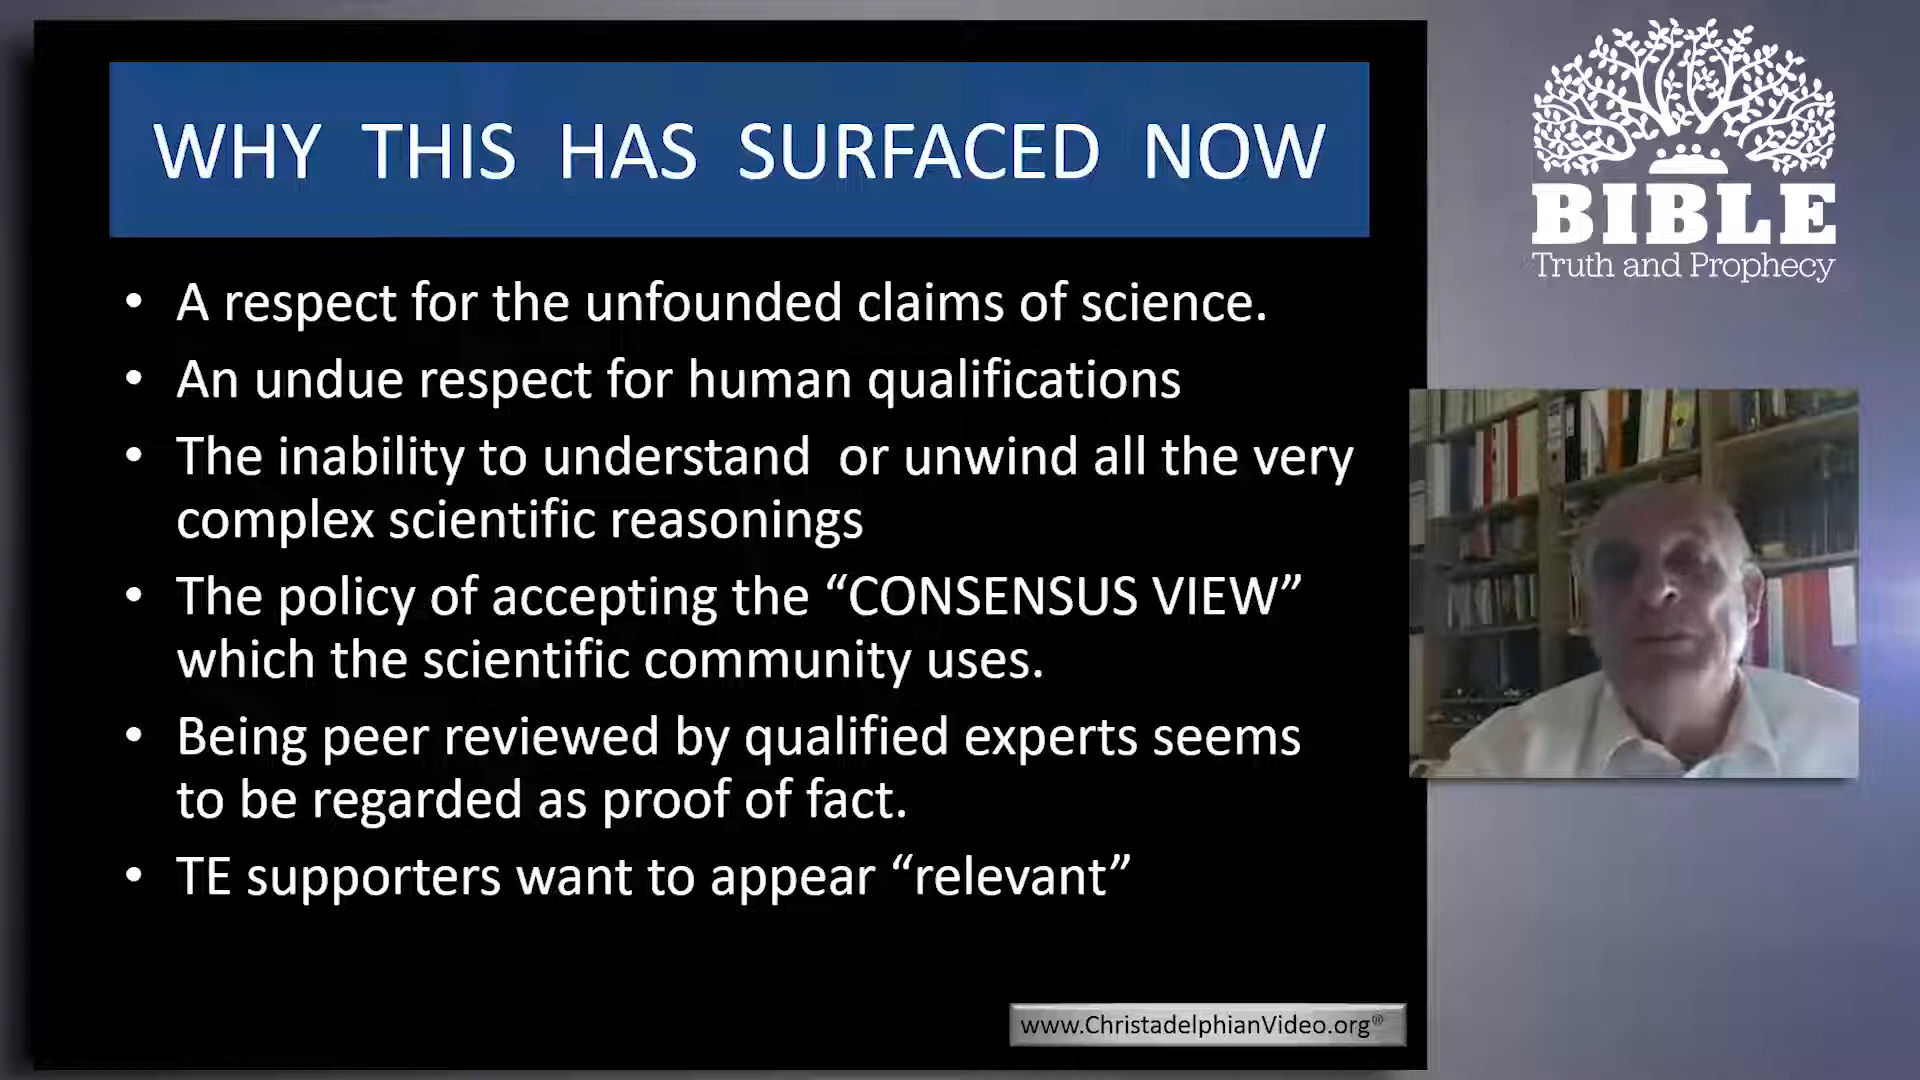 WHY THIS HAS SURFACED NOW
• A respect for the unfounded claims of science.
• An undue respect for human qualifications
• The inability to understand or unwind all the very
complex scientific reasonings
• The policy of accepting the “CONSENSUS VIEW”
which the scientific community uses.
• Being peer reviewed by qualified experts seems
to be regarded as proof of fact.
• TE supporters want to appear “relevant”
www.ChristadelphianVideo.org®
BIBLE
Truth and Prophecy